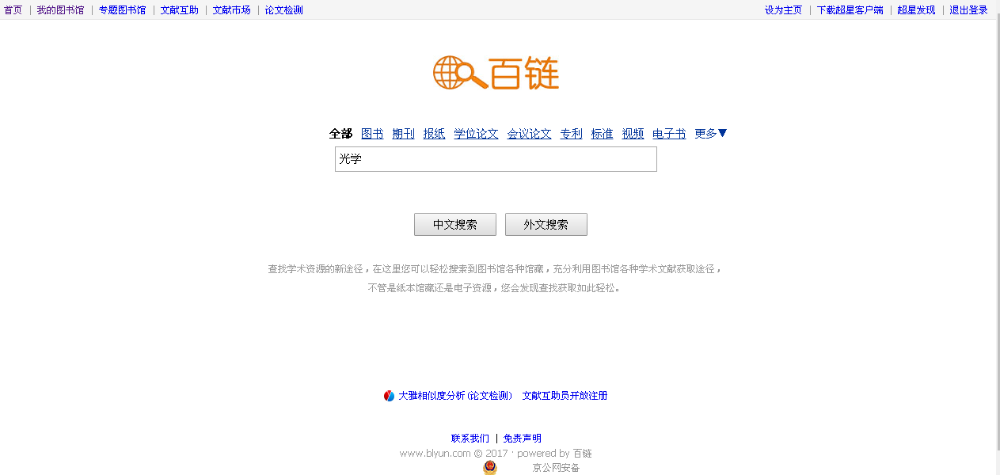 首页 | 我的图书馆 | 专题图书馆 | 文献互助 | 文献市场 | 论文检测 设为主页 | 下载超星客户端 | 超星发现 | 退出登录
百链
全部 图书 期刊 报纸 学位论文 会议论文 专利 标准 视频 电子书 更多▼
光学
中文搜索 外文搜索
查找学术资源的新途径，在这里您可以轻松搜索到图书馆各种馆藏，充分利用图书馆各种学术文献获取途径，
不管是纸本馆藏还是电子资源，您会发现查找获取如此轻松。
大雅相似度分析(论文检测) 文献互助员开放注册
联系我们 | 免责声明
www.blyun.com © 2017 · powered by 百链
京公网安备